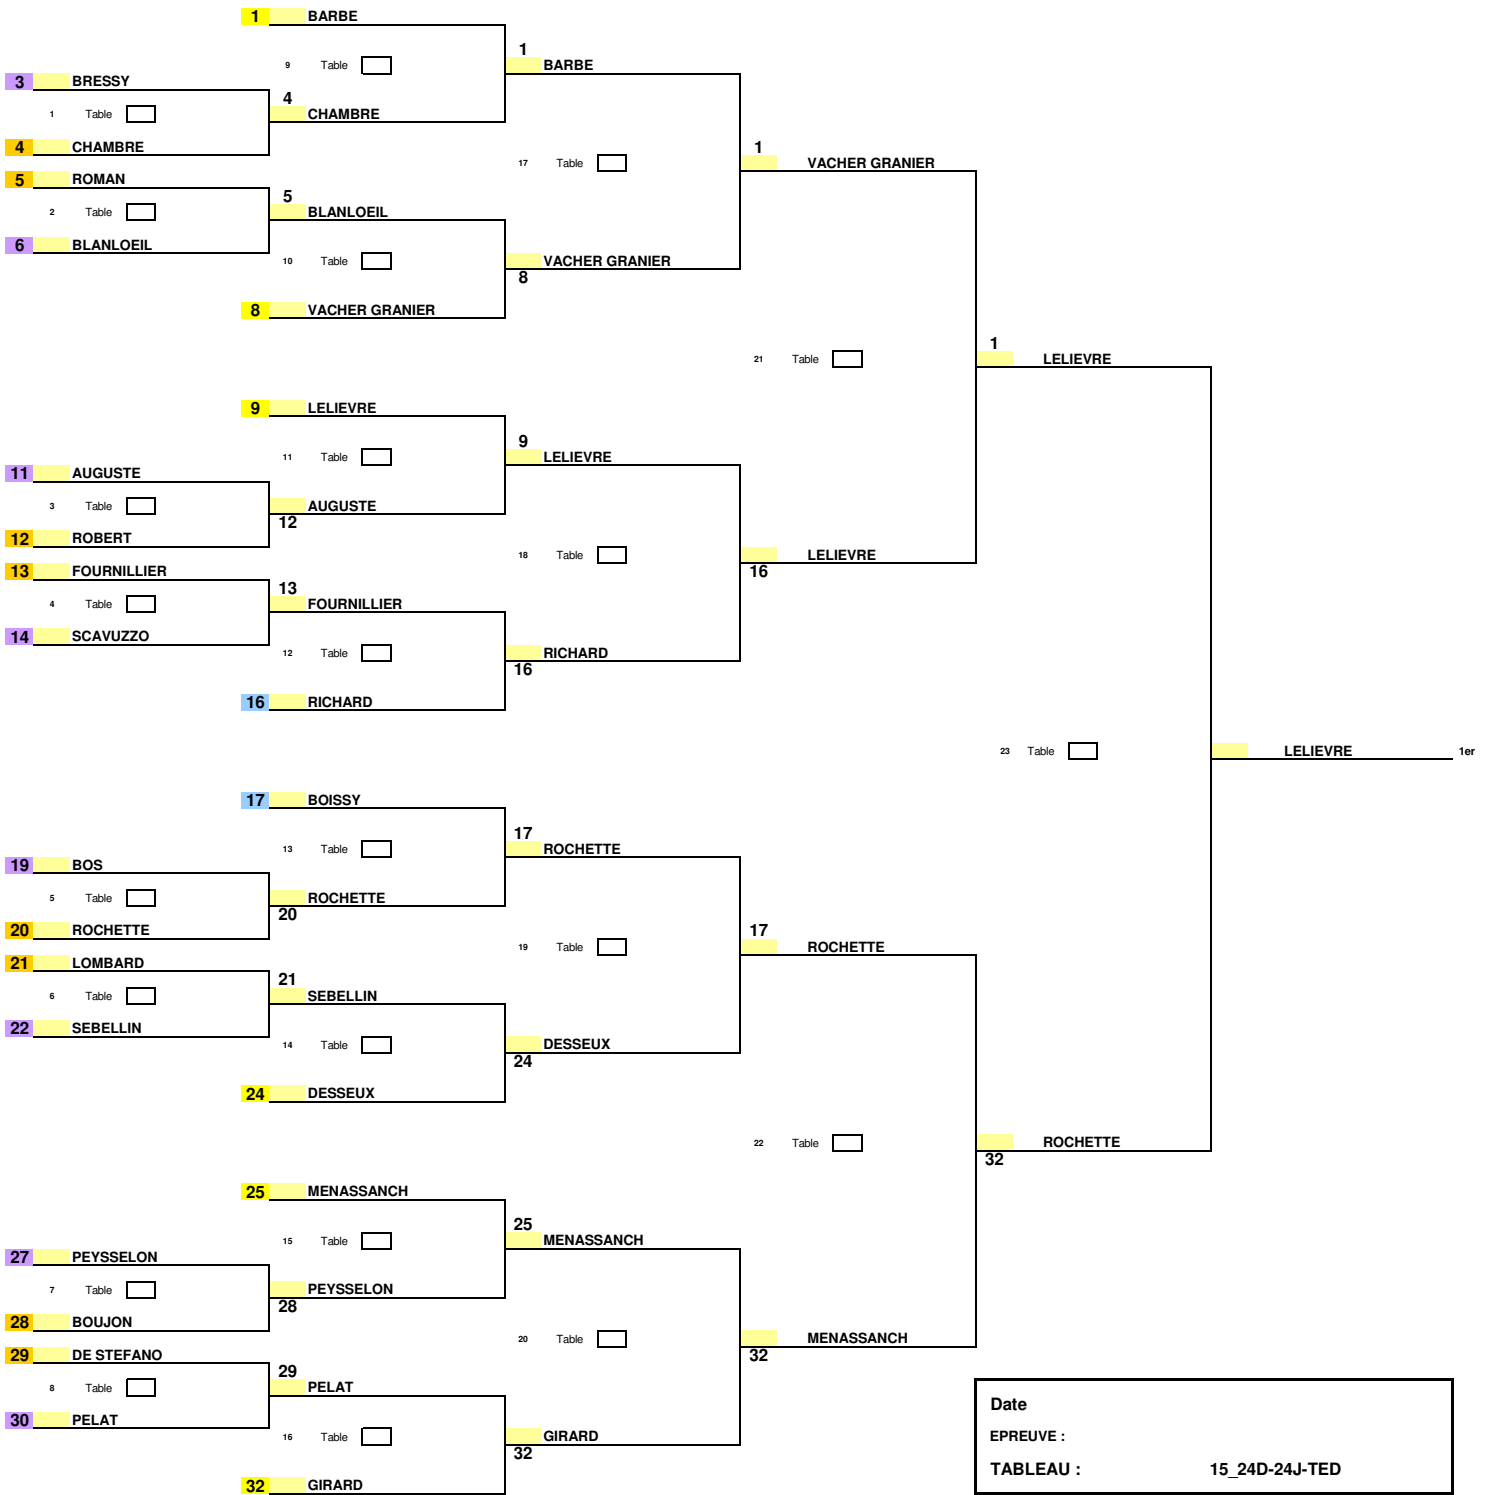 1 BARBE
1
9 Table
BARBE
3 BRESSY
4
1 Table
CHAMBRE
4 CHAMBRE
17 Table
1
VACHER GRANIER
5 ROMAN
5
2 Table
BLANLOEIL
6 BLANLOEIL
10 Table
VACHER GRANIER
8
8 VACHER GRANIER
1
21 Table
LELIEVRE
9 LELIEVRE
9
11 Table
LELIEVRE
11 AUGUSTE
3 Table
AUGUSTE
12
12 ROBERT
18 Table
LELIEVRE
16
13 FOURNILLIER
13
4 Table
FOURNILLIER
14 SCAVUZZO
12 Table
RICHARD
16
16 RICHARD
23 Table
LELIEVRE 1er
17 BOISSY
17
13 Table
ROCHETTE
19 BOS
5 Table
ROCHETTE
20
20 ROCHETTE
17
19 Table
ROCHETTE
21 LOMBARD
21
6 Table
SEBELLIN
22 SEBELLIN
14 Table
DESSEUX
24
24 DESSEUX
22 Table
ROCHETTE
32
25 MENASSANCH
25
15 Table
MENASSANCH
27 PEYSSELON
7 Table
PEYSSELON
28
28 BOUJON
20 Table
MENASSANCH
32
29 DE STEFANO
29
8 Table
PELAT
30 PELAT
16 Table
GIRARD
32
32 GIRARD
Date
EPREUVE :
TABLEAU : 15_24D-24J-TED